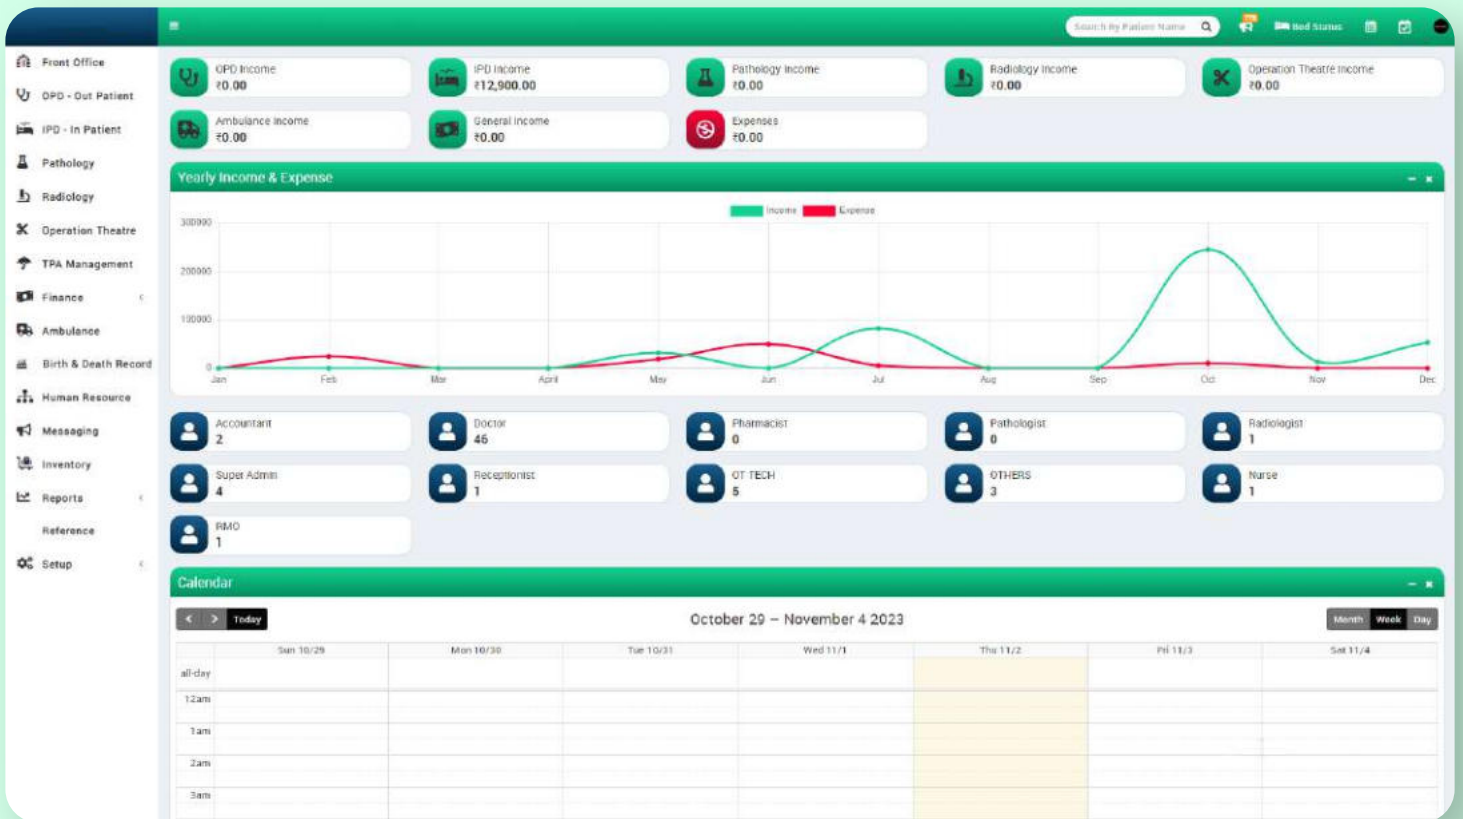 Search By Patient Name
Bed Status
Front Office
OPD - Out Patient
IPD - In Patient
Pathology
Radiology
Operation Theatre
TPA Management
Finance
Ambulance
Birth & Death Record
Human Resource
Messaging
Inventory
Reports
Reference
Setup
OPD Income
₹0.00
IPD Income
₹12,900.00
Pathology Income
₹0.00
Radiology Income
₹0.00
Operation Theatre Income
₹0.00
Ambulance Income
₹0.00
General Income
₹0.00
Expenses
₹0.00
Yearly Income & Expense
Income Expense
300000
200000
100000
0
Jan Feb Mar April May Jun Jul Aug Sep Oct Nov Dec
Accountant
2
Doctor
46
Pharmacist
0
Pathologist
0
Radiologist
1
Super Admin
4
Receptionist
1
OT TECH
5
OTHERS
3
Nurse
1
RMO
1
Calendar
Today
October 29 – November 4 2023
Month Week Day
Sun 10/29 Mon 10/30 Tue 10/31 Wed 11/1 Thu 11/2 Fri 11/3 Sat 11/4
all-day
12am
1am
2am
3am